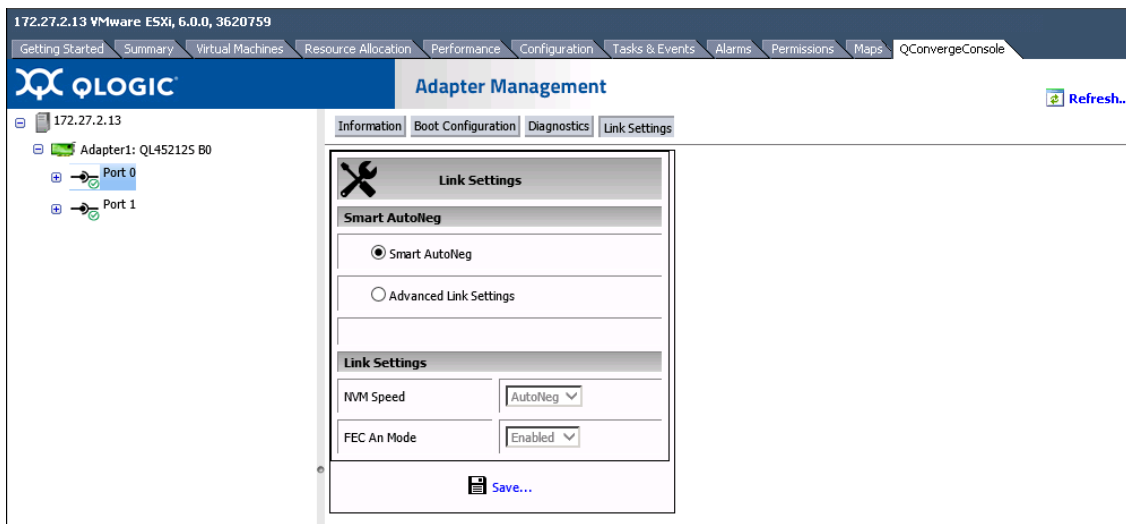 172.27.2.13 VMware ESXi, 6.0.0, 3620759
Getting Started Summary Virtual Machines Resource Allocation Performance Configuration Tasks & Events Alarms Permissions Maps QConvergeConsole
QLOGIC
Adapter Management
Refresh..
172.27.2.13
Adapter1: QL45212S B0
Port 0
Port 1
Information Boot Configuration Diagnostics Link Settings
Link Settings
Smart AutoNeg
Smart AutoNeg
Advanced Link Settings
Link Settings
NVM Speed AutoNeg
FEC An Mode Enabled
Save...